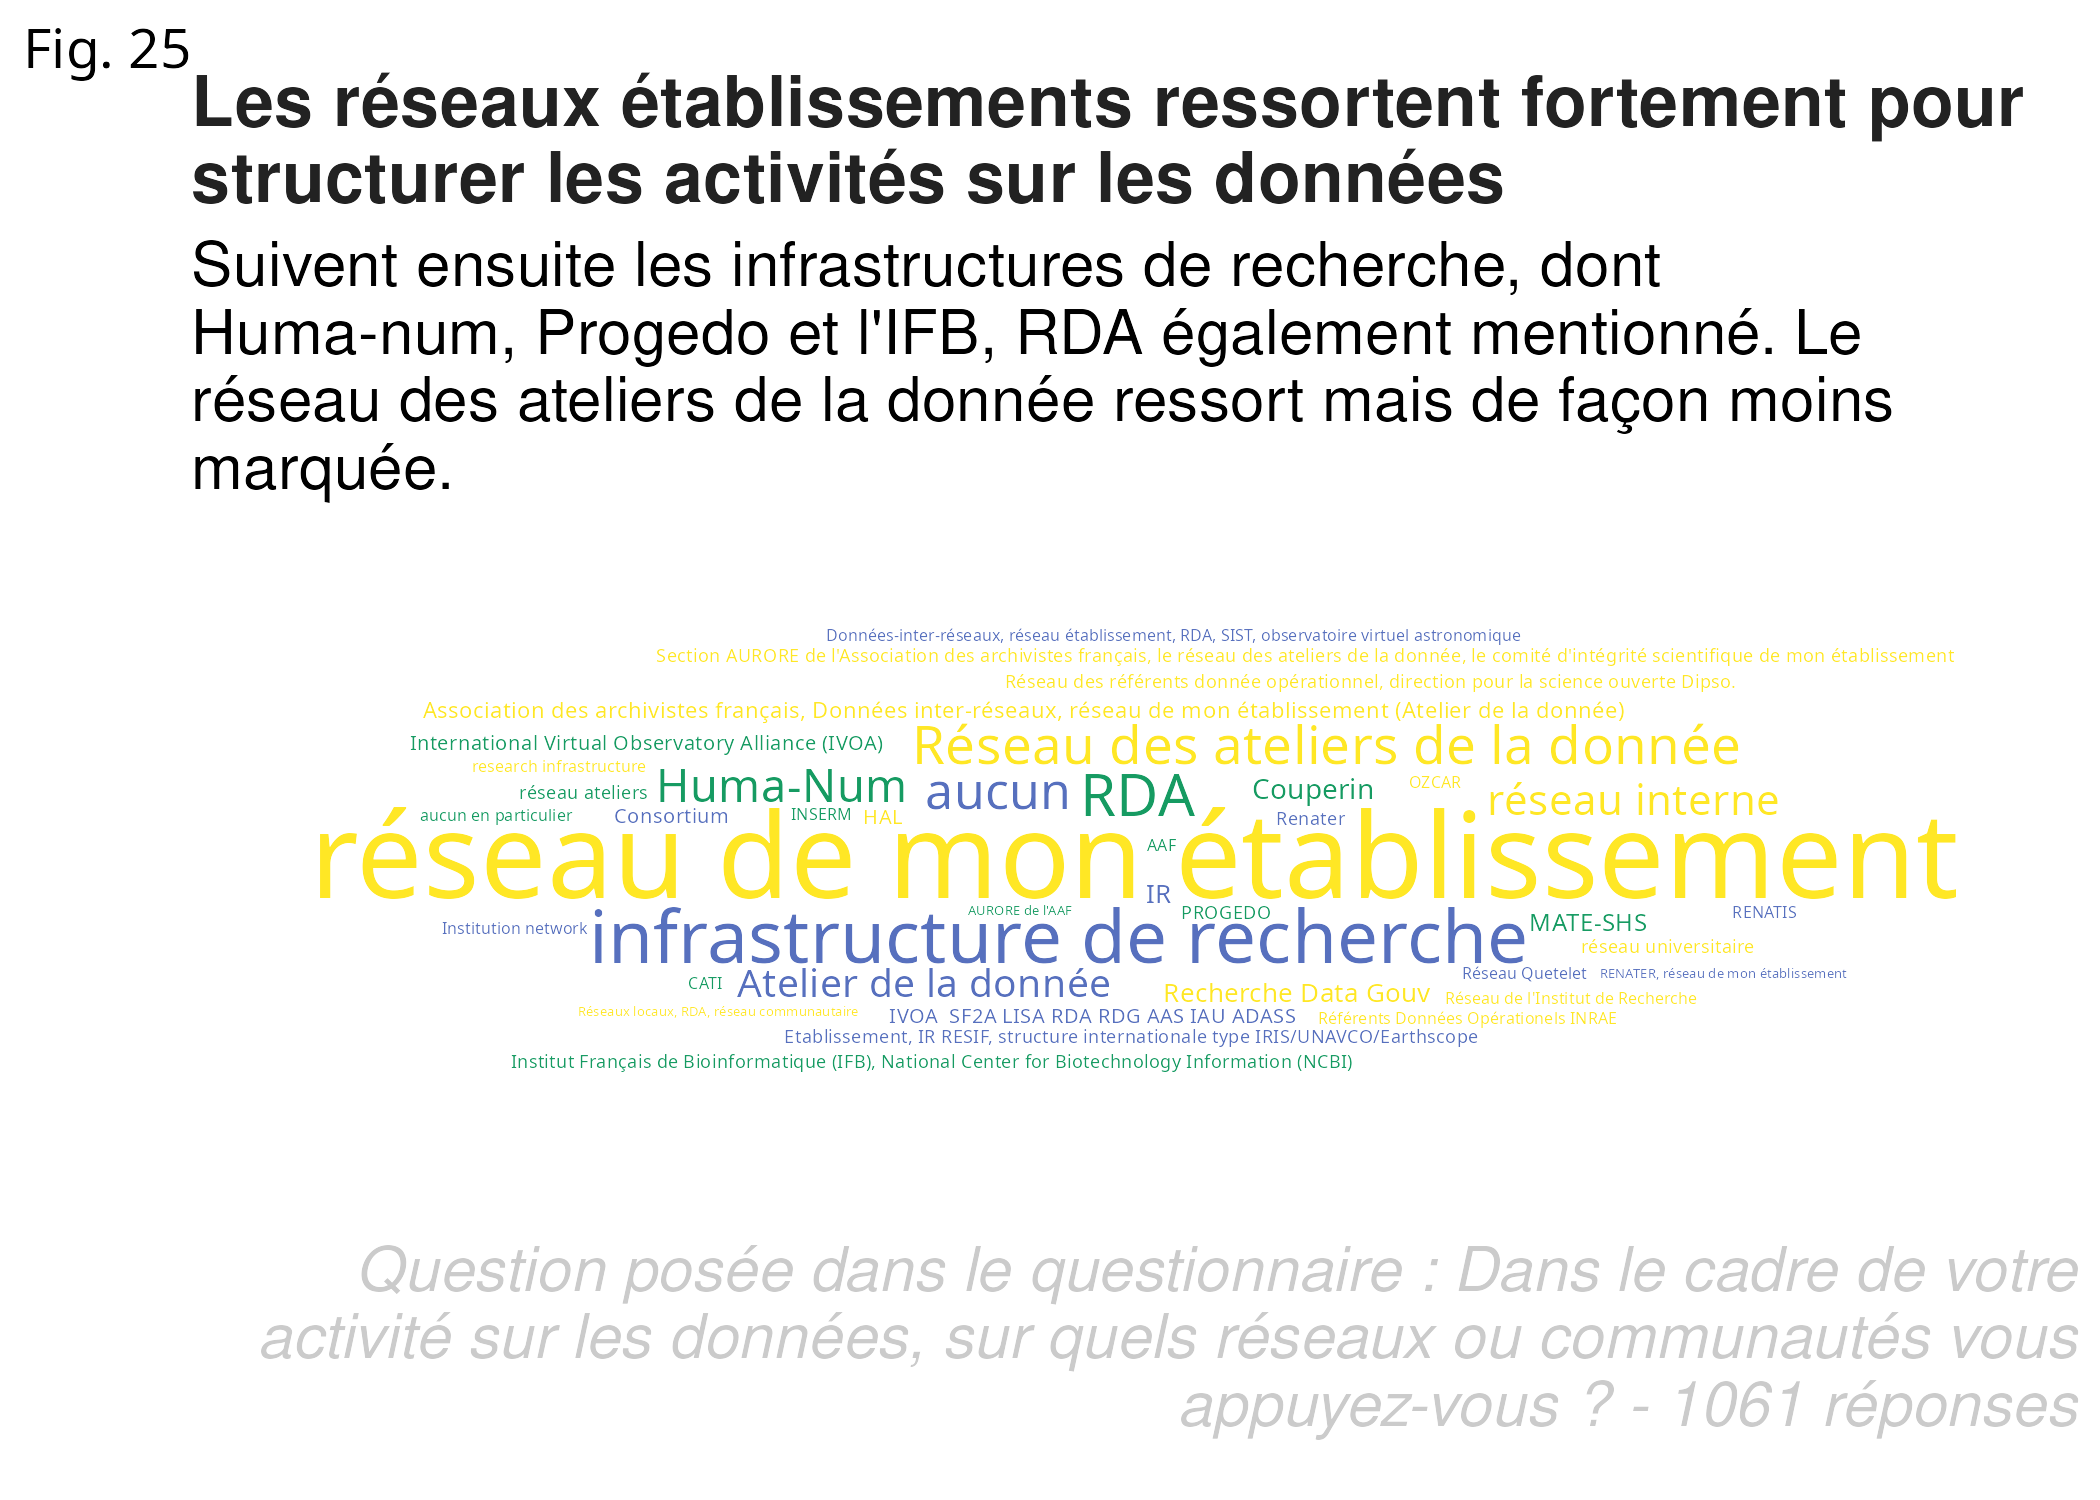 Fig. 25
Les réseaux établissements ressortent fortement pour
structurer les activités sur les données
Suivent ensuite les infrastructures de recherche, dont
Huma-num, Progedo et l'IFB, RDA également mentionné. Le
réseau des ateliers de la donnée ressort mais de façon moins
marquée.
Données-inter-réseaux, réseau établissement, RDA, SIST, observatoire virtuel astronomique
Section AURORE de l'Association des archivistes français, le réseau des ateliers de la donnée, le comité d'intégrité scientifique de mon établissement
Réseau des référents donnée opérationnel, direction pour la science ouverte Dipso.
Association des archivistes français, Données inter-réseaux, réseau de mon établissement (Atelier de la donnée)
International Virtual Observatory Alliance (IVOA)
Réseau des ateliers de la donnée
research infrastructure
Huma-Num
aucun
RDA
Couperin
OZCAR
réseau interne
réseau ateliers
aucun en particulier
Consortium
INSERM
HAL
Renater
réseau de mon établissement
AAF
IR
AURORE de l'AAF
PROGEDO
MATE-SHS
RENATIS
Institution network
infrastructure de recherche
réseau universitaire
CATI
Atelier de la donnée
Réseau Quetelet
RENATER, réseau de mon établissement
Recherche Data Gouv
Réseau de l'Institut de Recherche
Réseaux locaux, RDA, réseau communautaire
IVOA  SF2A LISA RDA RDG AAS IAU ADASS
Référents Données Opérationels INRAE
Etablissement, IR RESIF, structure internationale type IRIS/UNAVCO/Earthscope
Institut Français de Bioinformatique (IFB), National Center for Biotechnology Information (NCBI)
Question posée dans le questionnaire : Dans le cadre de votre
activité sur les données, sur quels réseaux ou communautés vous
appuyez-vous ? - 1061 réponses